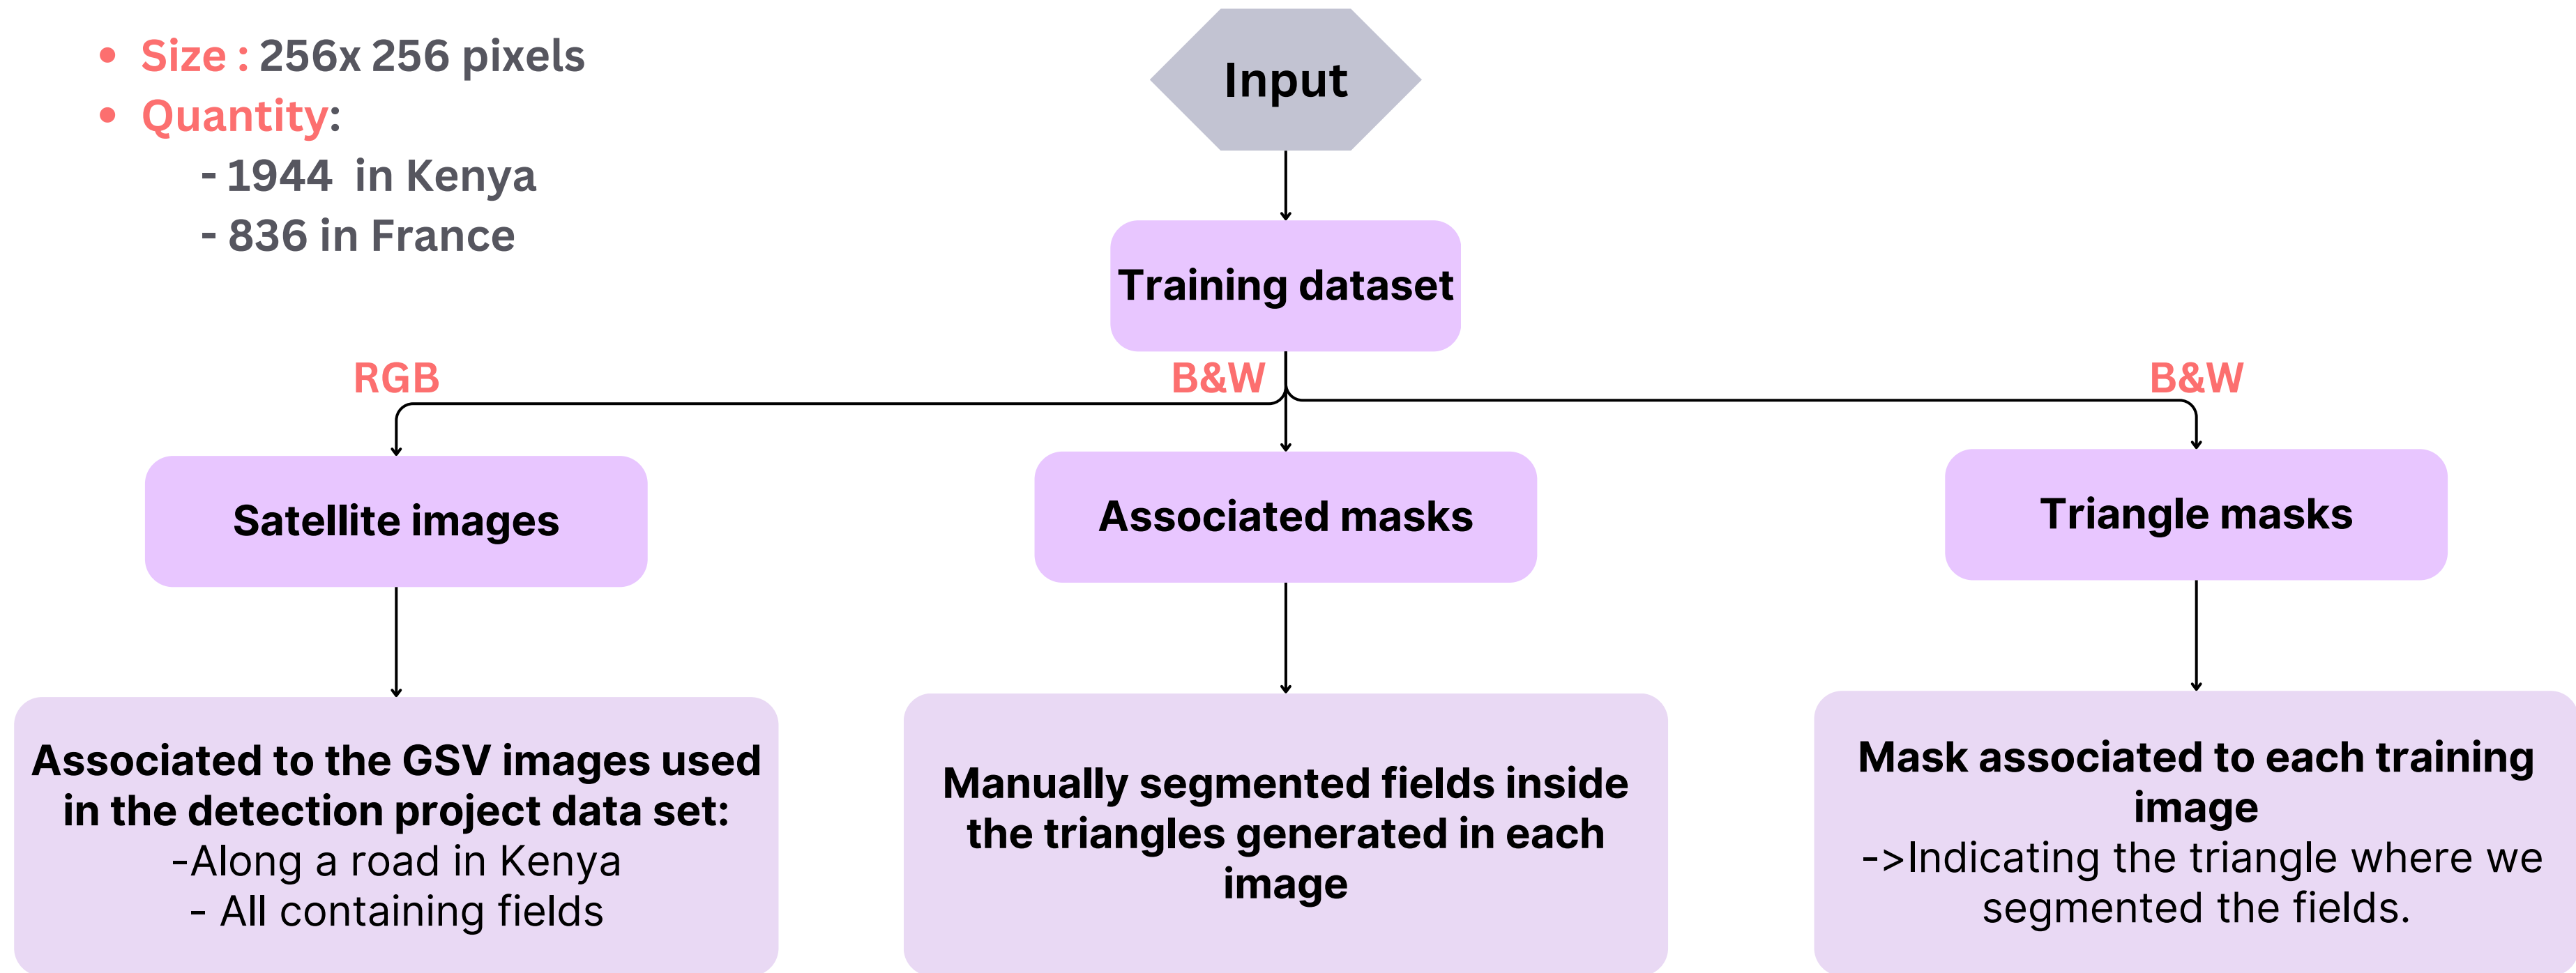 • Size : 256x 256 pixels
• Quantity:
- 1944 in Kenya
- 836 in France
Input
Training dataset
RGB
B&W
B&W
Satellite images
Associated masks
Triangle masks
Associated to the GSV images used
in the detection project data set:
-Along a road in Kenya
- All containing fields
Manually segmented fields inside
the triangles generated in each
image
Mask associated to each training
image
->Indicating the triangle where we
segmented the fields.